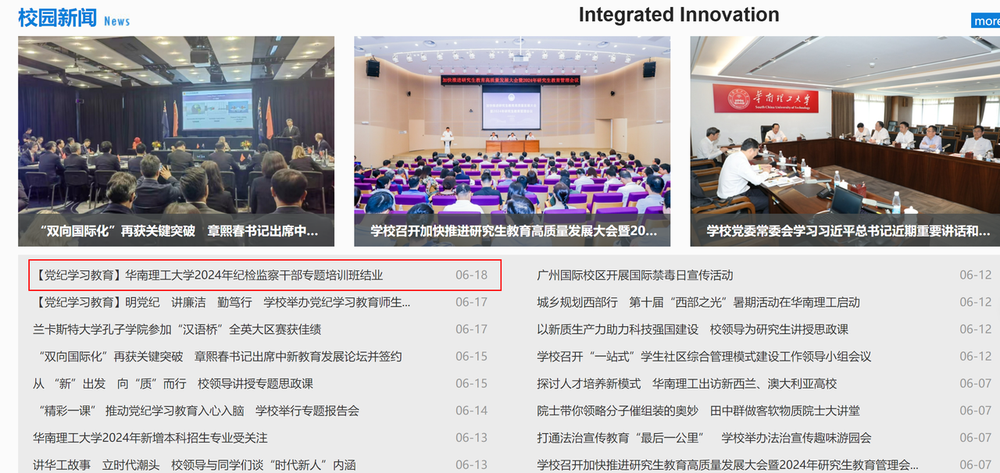 校园新闻 News
Integrated Innovation
more
加快推进研究生教育高质量发展大会暨2024年研究生教育管理会议
华南理工大学
South China University of Technology
“双向国际化”再获关键突破 章熙春书记出席中...
学校召开加快推进研究生教育高质量发展大会暨20...
学校党委常委会学习习近平总书记近期重要讲话和...
【党纪学习教育】华南理工大学2024年纪检监察干部专题培训班结业 06-18
【党纪学习教育】明党纪 讲廉洁 勤笃行 学校举办党纪学习教育师生... 06-17
兰卡斯特大学孔子学院参加“汉语桥”全英大区赛获佳绩 06-17
“双向国际化”再获关键突破 章熙春书记出席中新教育发展论坛并签约 06-15
从 “新”出发 向“质”而行 校领导讲授专题思政课 06-15
“精彩一课” 推动党纪学习教育入心入脑 学校举行专题报告会 06-14
华南理工大学2024年新增本科招生专业受关注 06-13
讲华工故事 立时代潮头 校领导与同学们谈“时代新人”内涵 06-13
广州国际校区开展国际禁毒日宣传活动 06-12
城乡规划西部行 第十届“西部之光”暑期活动在华南理工启动 06-12
以新质生产力助力科技强国建设 校领导为研究生讲授思政课 06-12
学校召开“一站式”学生社区综合管理模式建设工作领导小组会议 06-12
探讨人才培养新模式 华南理工出访新西兰、澳大利亚高校 06-07
院士带你领略分子催组装的奥妙 田中群做客软物质院士大讲堂 06-07
打通法治宣传教育“最后一公里” 学校举办法治宣传趣味游园会 06-07
学校召开加快推进研究生教育高质量发展大会暨2024年研究生教育管理会... 06-07